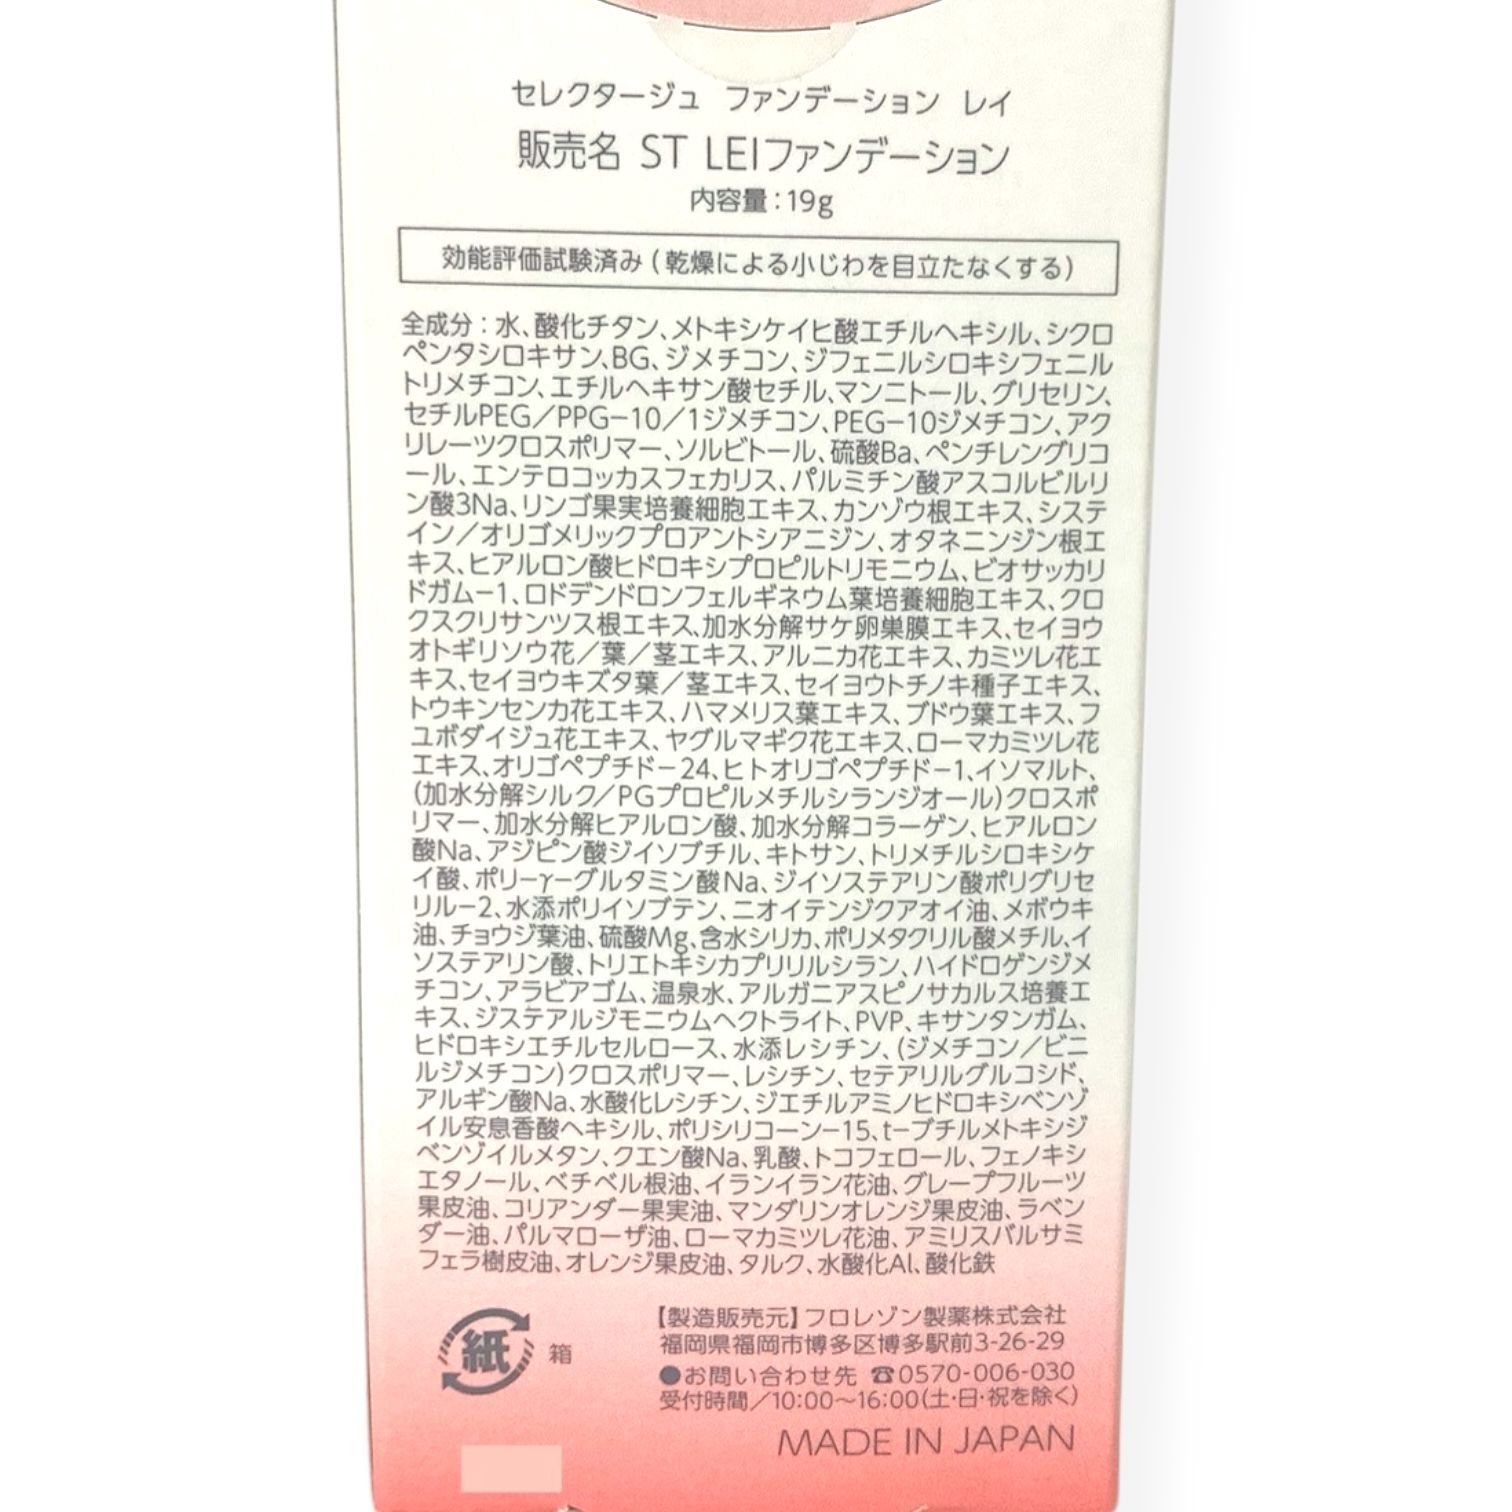 セレクタージュ ファンデーション レイ
販売名 ST LEIファンデーション
内容量：19g
効能評価試験済み（乾燥による小じわを目立たなくする）
全成分：水、酸化チタン、メトキシケイヒ酸エチルヘキシル、シクロ
ペンタシロキサン、BG、ジメチコン、ジフェニルシロキシフェニル
トリメチコン、エチルヘキサン酸セチル、マンニトール、グリセリン、
セチルPEG／PPG−10／1ジメチコン、PEG−10ジメチコン、アク
リレーツクロスポリマー、ソルビトール、硫酸Ba、ペンチレングリコ
ール、エンテロコッカスフェカリス、パルミチン酸アスコルビルリ
ン酸3Na、リンゴ果実培養細胞エキス、カンゾウ根エキス、システ
イン／オリゴメリックプロアントシアニジン、オタネニンジン根エ
キス、ヒアルロン酸ヒドロキシプロピルトリモニウム、ビオサッカリ
ドガム−1、ロドデンドロンフェルギネウム葉培養細胞エキス、クロ
クスクリサンツス根エキス、加水分解サケ卵巣膜エキス、セイヨウ
オトギリソウ花／葉／茎エキス、アルニカ花エキス、カミツレ花エ
キス、セイヨウキズタ葉／茎エキス、セイヨウトチノキ種子エキス、
トウキンセンカ花エキス、ハマメリス葉エキス、ブドウ葉エキス、フ
ユボダイジュ花エキス、ヤグルマギク花エキス、ローマカミツレ花
エキス、オリゴペプチド−24、ヒトオリゴペプチド−1、イソマルト、
（加水分解シルク／PGプロピルメチルシランジオール）クロスポ
リマー、加水分解ヒアルロン酸、加水分解コラーゲン、ヒアルロン
酸Na、アジピン酸ジイソブチル、キトサン、トリメチルシロキシケ
イ酸、ポリ−γ−グルタミン酸Na、ジイソステアリン酸ポリグリセ
リル−2、水添ポリイソブテン、ニオイテンジクアオイ油、メボウキ
油、チョウジ葉油、硫酸Mg、含水シリカ、ポリメタクリル酸メチル、イ
ソステアリン酸、トリエトキシカプリリルシラン、ハイドロゲンジメ
チコン、アラビアゴム、温泉水、アルガニアスピノサカルス培養エ
キス、ジステアルジモニウムヘクトライト、PVP、キサンタンガム、
ヒドロキシエチルセルロース、水添レシチン、（ジメチコン／ビニ
ルジメチコン）クロスポリマー、レシチン、セテアリルグルコシド、
アルギン酸Na、水酸化レシチン、ジエチルアミノヒドロキシベンゾ
イル安息香酸ヘキシル、ポリシリコーン−15、t−ブチルメトキシジ
ベンゾイルメタン、クエン酸Na、乳酸、トコフェロール、フェノキシ
エタノール、ベチベル根油、イランイラン花油、グレープフルーツ
果皮油、コリアンダー果実油、マンダリンオレンジ果皮油、ラベン
ダー油、パルマローザ油、ローマカミツレ花油、アミリスバルサミ
フェラ樹皮油、オレンジ果皮油、タルク、水酸化Al、酸化鉄
紙 箱
【製造販売元】フロレゾン製薬株式会社
福岡県福岡市博多区博多駅前3-26-29
●お問い合わせ先 ☎0570-006-030
受付時間／10:00〜16:00（土・日・祝を除く）
MADE IN JAPAN